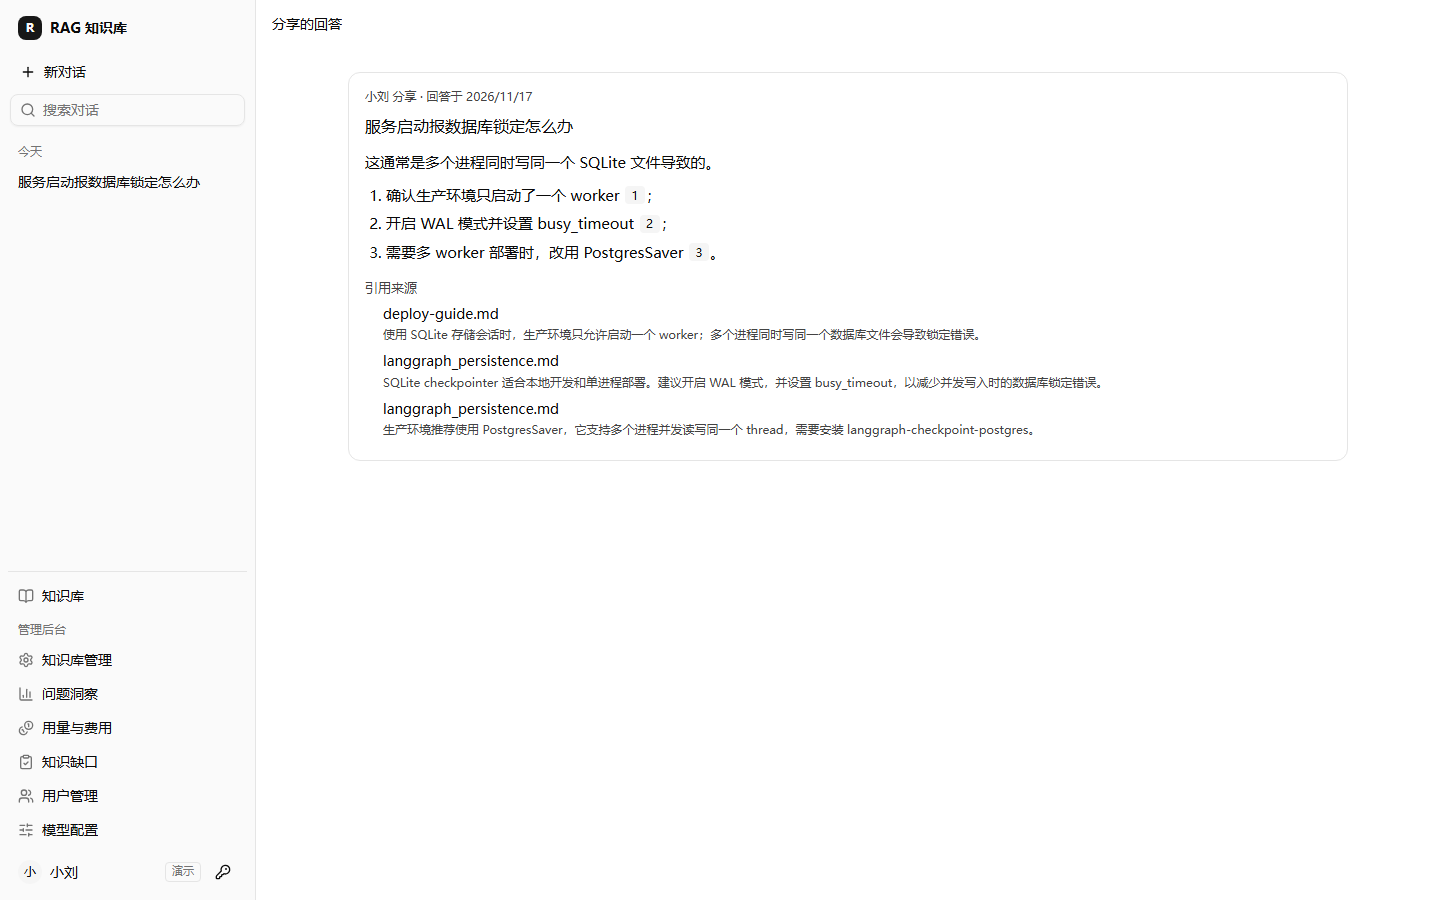 R RAG 知识库
新对话
搜索对话
今天
服务启动报数据库锁定怎么办
知识库
管理后台
知识库管理
问题洞察
用量与费用
知识缺口
用户管理
模型配置
小 小刘 演示
分享的回答
小刘 分享 · 回答于 2026/11/17
服务启动报数据库锁定怎么办
这通常是多个进程同时写同一个 SQLite 文件导致的。
1. 确认生产环境只启动了一个 worker 1 ；
2. 开启 WAL 模式并设置 busy_timeout 2 ；
3. 需要多 worker 部署时，改用 PostgresSaver 3 。
引用来源
deploy-guide.md
使用 SQLite 存储会话时，生产环境只允许启动一个 worker；多个进程同时写同一个数据库文件会导致锁定错误。
langgraph_persistence.md
SQLite checkpointer 适合本地开发和单进程部署。建议开启 WAL 模式，并设置 busy_timeout，以减少并发写入时的数据库锁定错误。
langgraph_persistence.md
生产环境推荐使用 PostgresSaver，它支持多个进程并发读写同一个 thread，需要安装 langgraph-checkpoint-postgres。